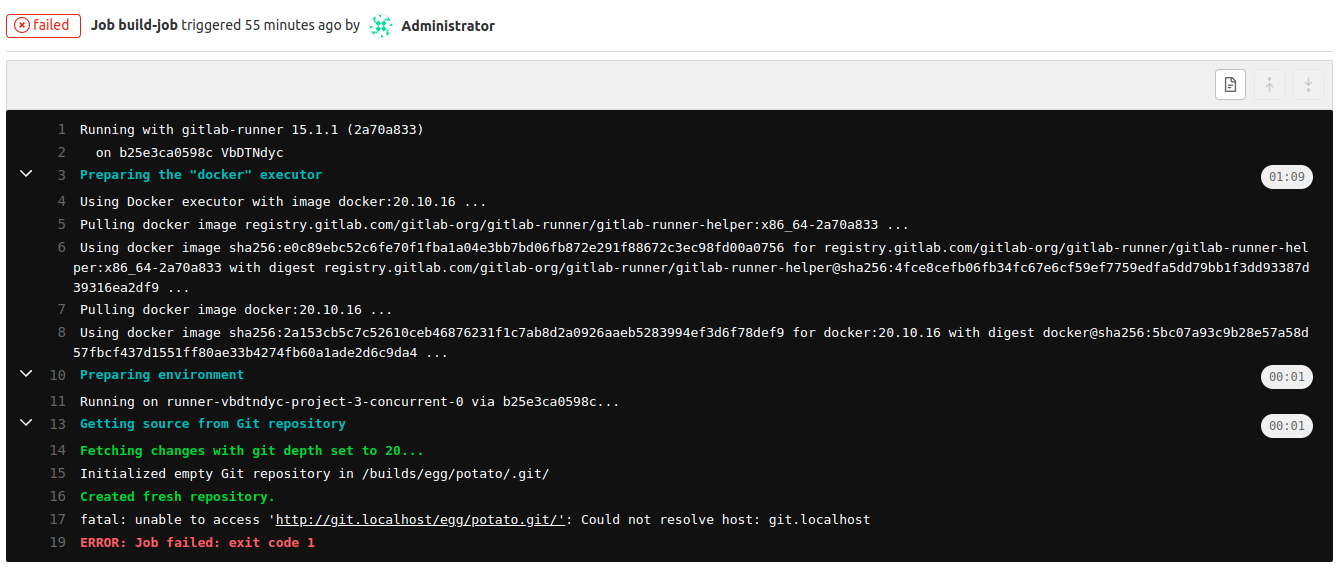 failed Job build-job triggered 55 minutes ago by Administrator
1 Running with gitlab-runner 15.1.1 (2a70a833)
2 on b25e3ca0598c VbDTNdyc
3 Preparing the "docker" executor 01:09
4 Using Docker executor with image docker:20.10.16 ...
5 Pulling docker image registry.gitlab.com/gitlab-org/gitlab-runner/gitlab-runner-helper:x86_64-2a70a833 ...
6 Using docker image sha256:e0c89ebc52c6fe70f1fba1a04e3bb7bd06fb872e291f88672c3ec98fd00a0756 for registry.gitlab.com/gitlab-org/gitlab-runner/gitlab-runner-hel
per:x86_64-2a70a833 with digest registry.gitlab.com/gitlab-org/gitlab-runner/gitlab-runner-helper@sha256:4fce8cefb06fb34fc67e6cf59ef7759edfa5dd79bb1f3dd93387d
39316ea2df9 ...
7 Pulling docker image docker:20.10.16 ...
8 Using docker image sha256:2a153cb5c7c52610ceb46876231f1c7ab8d2a0926aaeb5283994ef3d6f78def9 for docker:20.10.16 with digest docker@sha256:5bc07a93c9b28e57a58d
57fbcf437d1551ff80ae33b4274fb60a1ade2d6c9da4 ...
10 Preparing environment 00:01
11 Running on runner-vbdtndyc-project-3-concurrent-0 via b25e3ca0598c...
13 Getting source from Git repository 00:01
14 Fetching changes with git depth set to 20...
15 Initialized empty Git repository in /builds/egg/potato/.git/
16 Created fresh repository.
17 fatal: unable to access 'http://git.localhost/egg/potato.git/': Could not resolve host: git.localhost
19 ERROR: Job failed: exit code 1